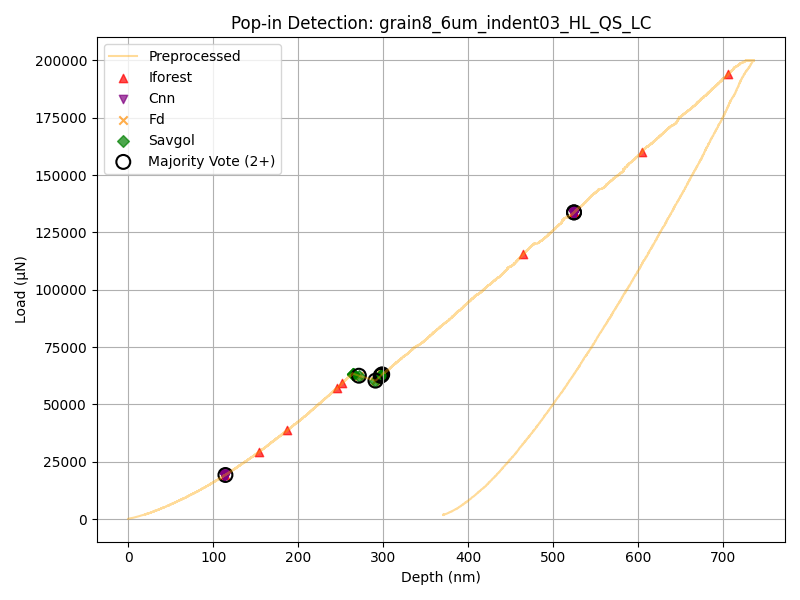 Pop-in Detection: grain8_6um_indent03_HL_QS_LC
Preprocessed
Iforest
Cnn
Fd
Savgol
Majority Vote (2+)
200000
175000
150000
125000
100000
75000
50000
25000
0
Load (μN)
0 100 200 300 400 500 600 700
Depth (nm)